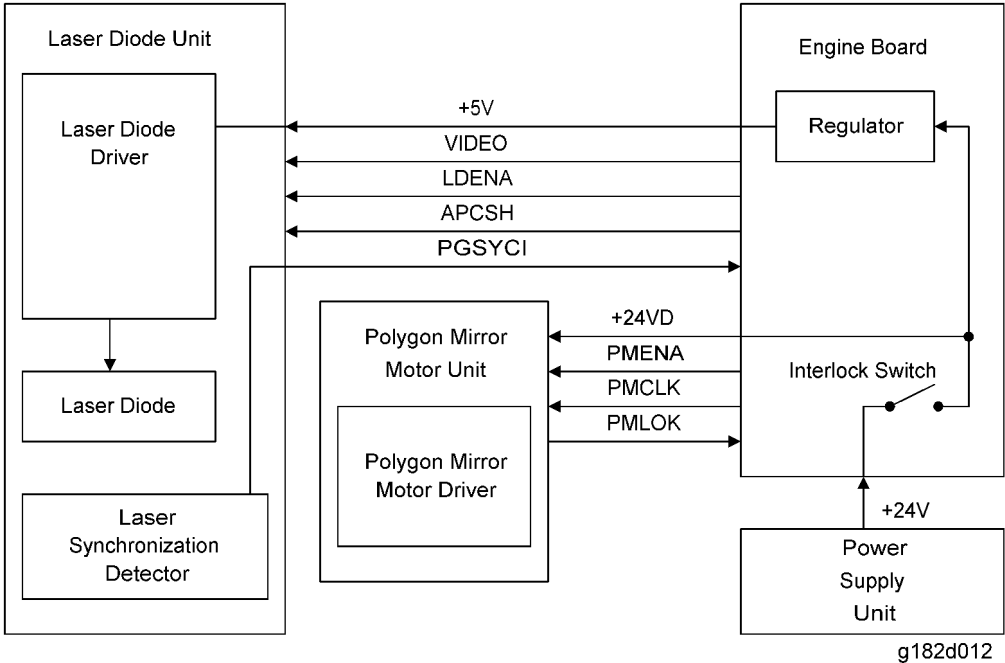 Laser Diode Unit
Laser Diode
Driver
Laser Diode
Laser
Synchronization
Detector
+5V
VIDEO
LDENA
APCSH
PGSYCI
Polygon Mirror
Motor Unit
Polygon Mirror
Motor Driver
+24VD
PMENA
PMCLK
PMLOK
Engine Board
Regulator
Interlock Switch
+24V
Power
Supply
Unit
g182d012